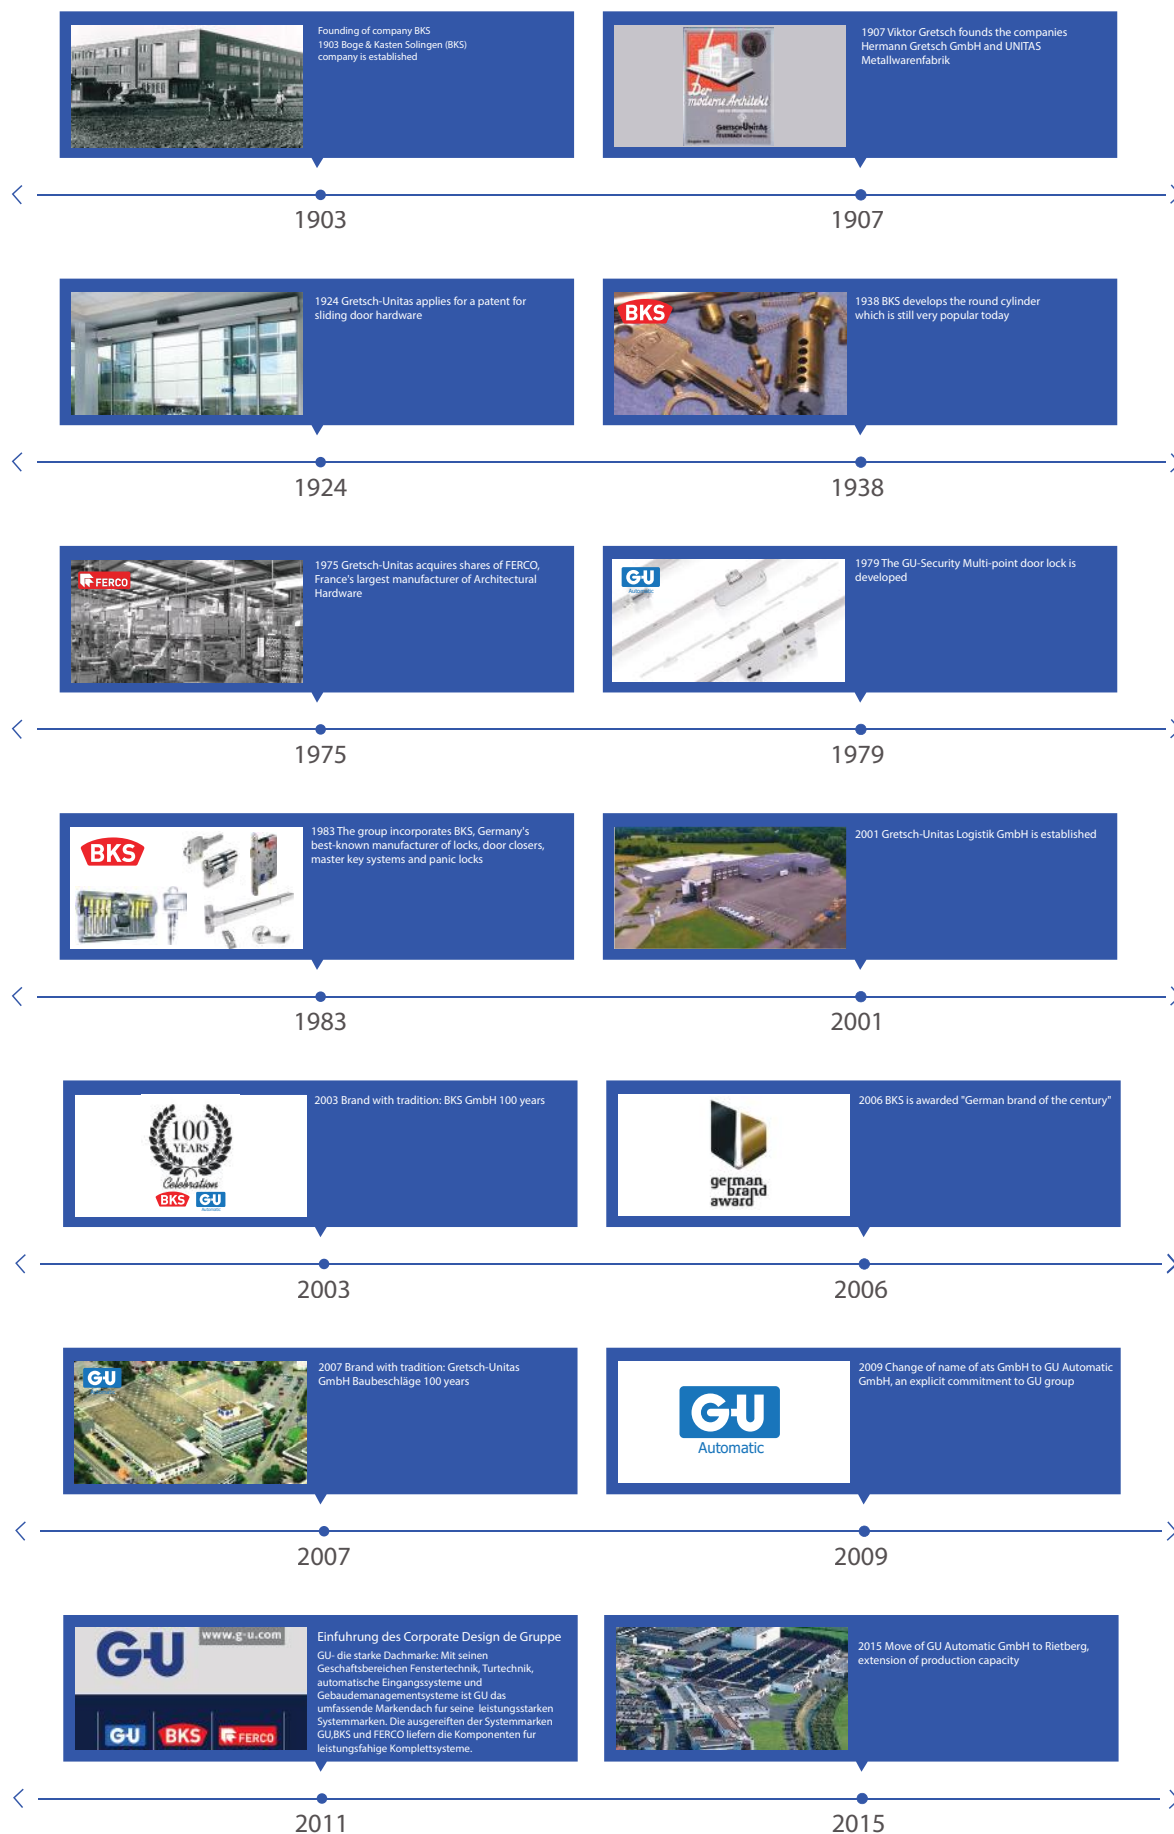 Founding of company BKS
1903 Boge & Kasten Solingen (BKS)
company is established
1907 Viktor Gretsch founds the companies
Hermann Gretsch GmbH and UNITAS
Metallwarenfabrik
Der
moderne Architekt
GRETSCH-UNITAS
1903
1907
1924 Gretsch-Unitas applies for a patent for
sliding door hardware
BKS
1938 BKS develops the round cylinder
which is still very popular today
1924
1938
FERCO
1975 Gretsch-Unitas acquires shares of FERCO,
France's largest manufacturer of Architectural
Hardware
GU
Automatic
1979 The GU-Security Multi-point door lock is
developed
1975
1979
BKS
1983 The group incorporates BKS, Germany's
best-known manufacturer of locks, door closers,
master key systems and panic locks
2001 Gretsch-Unitas Logistik GmbH is established
1983
2001
100
YEARS
Celebration
BKS GU
Automatic
2003 Brand with tradition: BKS GmbH 100 years
german
brand
award
2006 BKS is awarded "German brand of the century"
2003
2006
GU
2007 Brand with tradition: Gretsch-Unitas
GmbH Baubeschläge 100 years
GU
Automatic
2009 Change of name of ats GmbH to GU Automatic
GmbH, an explicit commitment to GU group
2007
2009
GU
www.g-u.com
GU BKS FERCO
Einfuhrung des Corporate Design de Gruppe
GU- die starke Dachmarke: Mit seinen
Geschaftsbereichen Fenstertechnik, Turtechnik,
automatische Eingangssysteme und
Gebaudemanagementsysteme ist GU das
umfassende Markendach fur seine leistungsstarken
Systemmarken. Die ausgereiften der Systemmarken
GU,BKS und FERCO liefern die Komponenten fur
leistungsfahige Komplettsysteme.
2015 Move of GU Automatic GmbH to Rietberg,
extension of production capacity
2011
2015